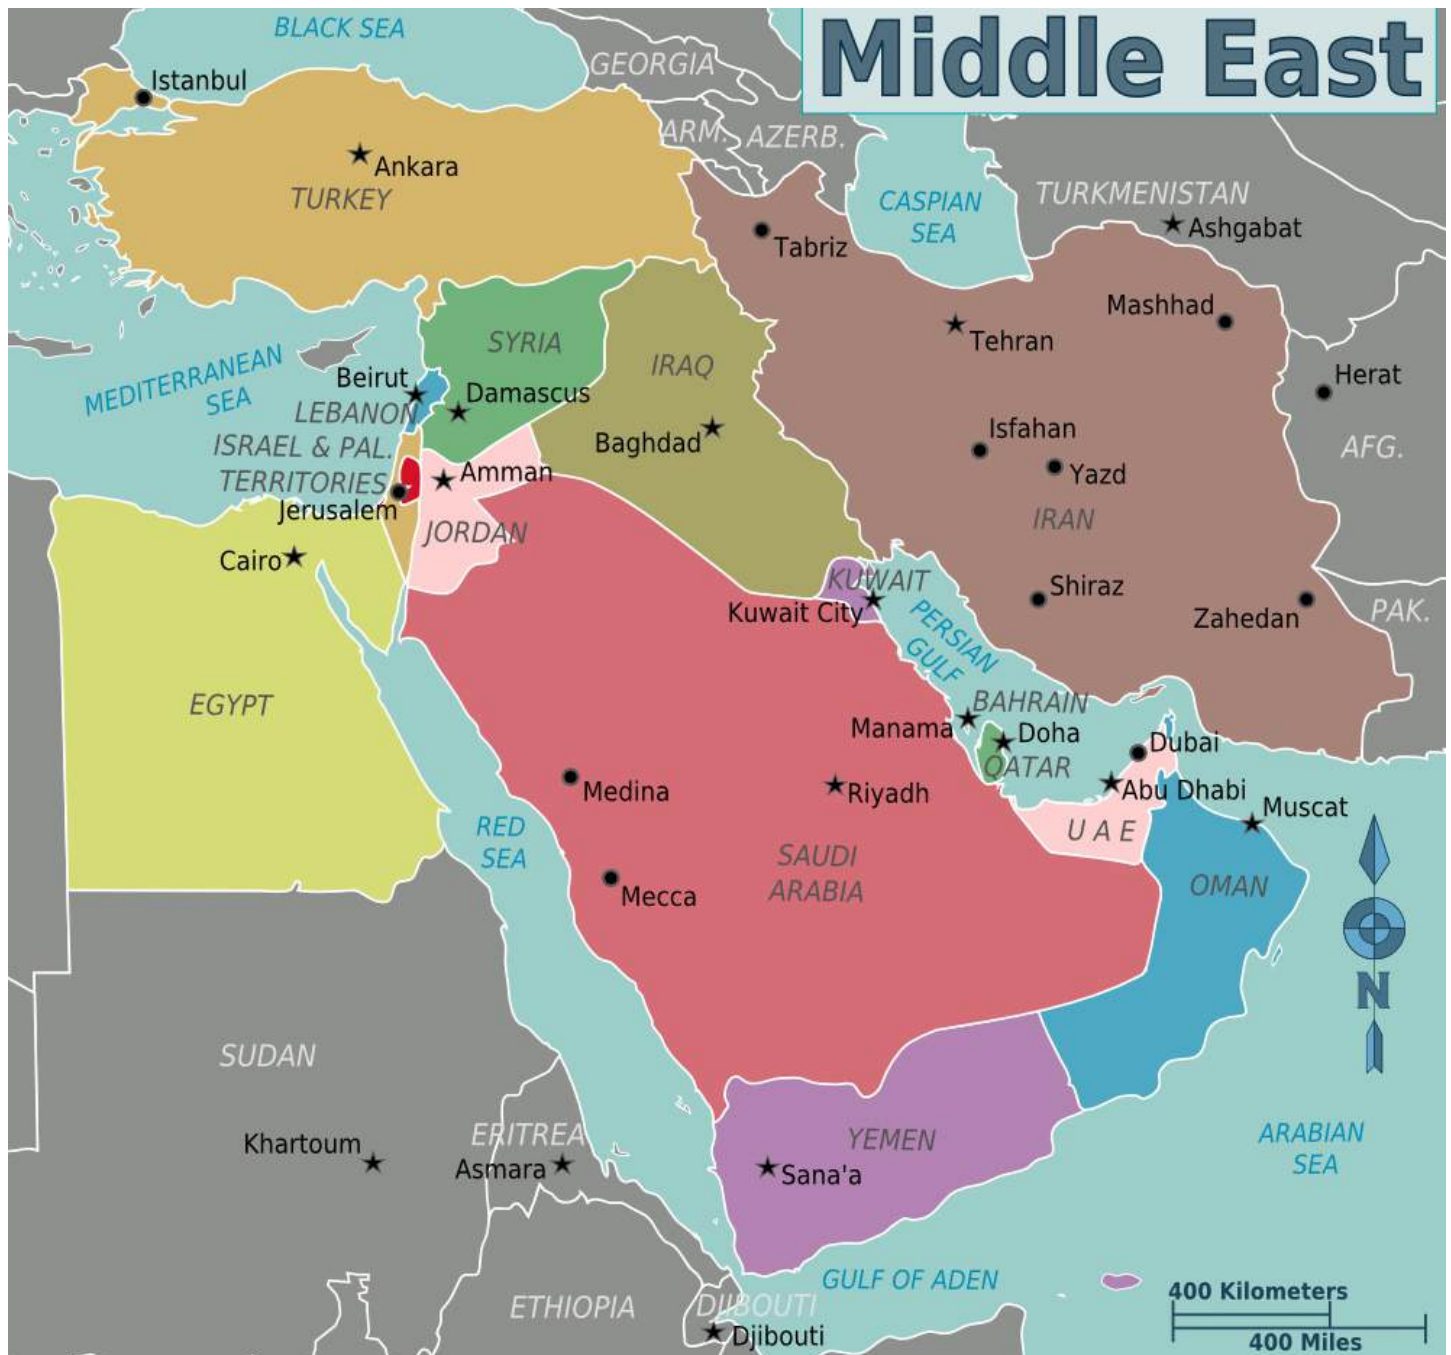 BLACK SEA
Middle East
GEORGIA
Istanbul
ARM.
AZERB.
Ankara
TURKEY
CASPIAN
SEA
TURKMENISTAN
Ashgabat
Tabriz
Mashhad
Tehran
SYRIA
IRAQ
MEDITERRANEAN
SEA
Beirut
Damascus
Herat
LEBANON
Isfahan
Baghdad
AFG.
ISRAEL & PAL.
TERRITORIES
Amman
Yazd
Jerusalem
JORDAN
IRAN
Cairo
KUWAIT
Kuwait City
Shiraz
Zahedan
PAK.
PERSIAN
GULF
EGYPT
BAHRAIN
Manama
Doha
Dubai
QATAR
Medina
Riyadh
Abu Dhabi
Muscat
RED
SEA
U A E
SAUDI
ARABIA
OMAN
Mecca
N
SUDAN
ERITREA
YEMEN
ARABIAN
SEA
Khartoum
Asmara
Sana'a
GULF OF ADEN
400 Kilometers
ETHIOPIA
DJIBOUTI
Djibouti
400 Miles